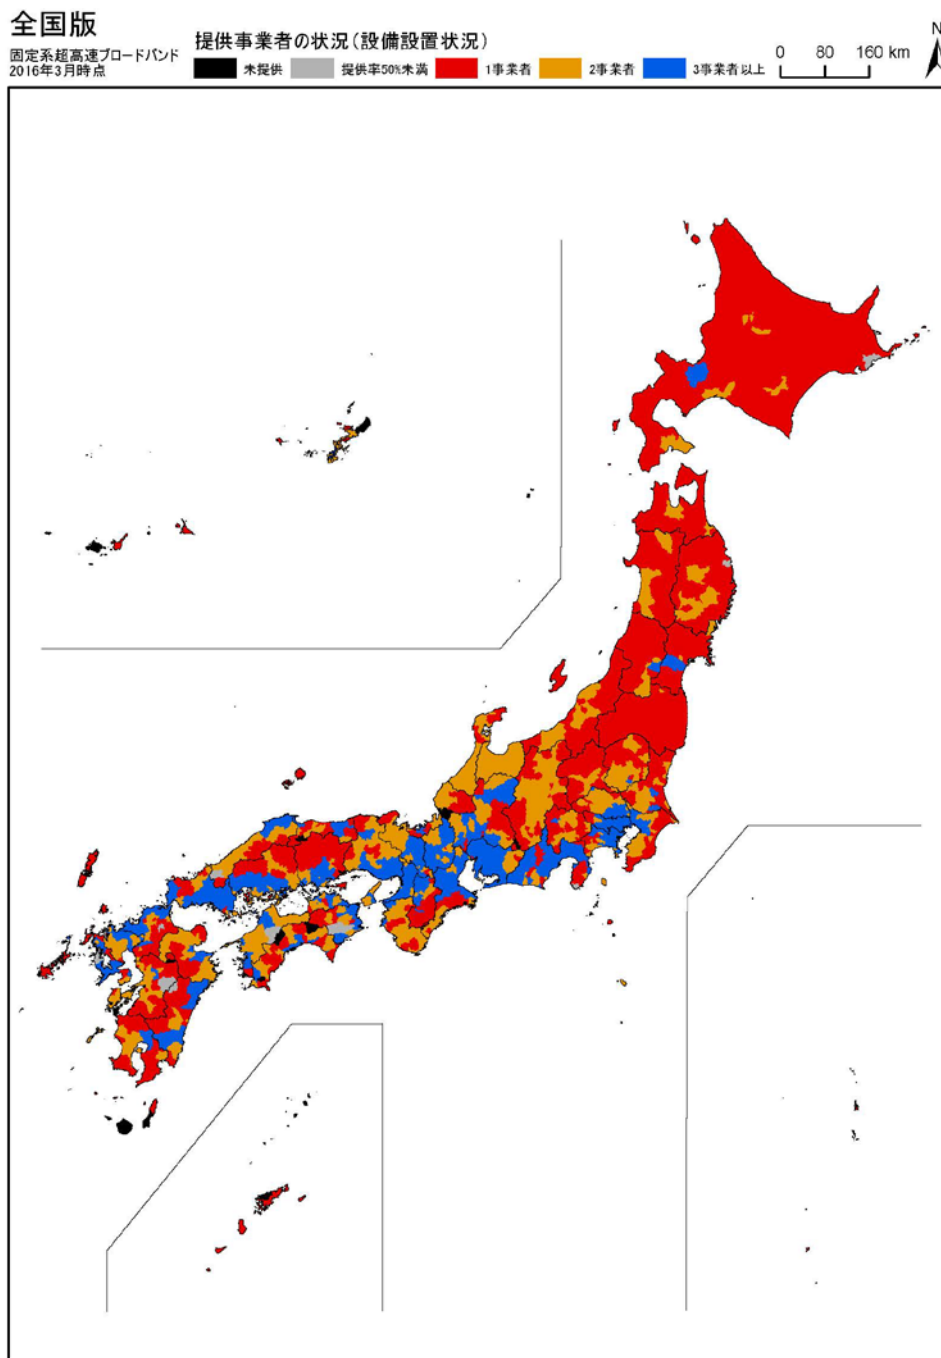 全国版
固定系超高速ブロードバンド
2016年3月時点
提供事業者の状況(設備設置状況)
未提供 提供率50%未満 1事業者 2事業者 3事業者以上
0 80 160 km
N